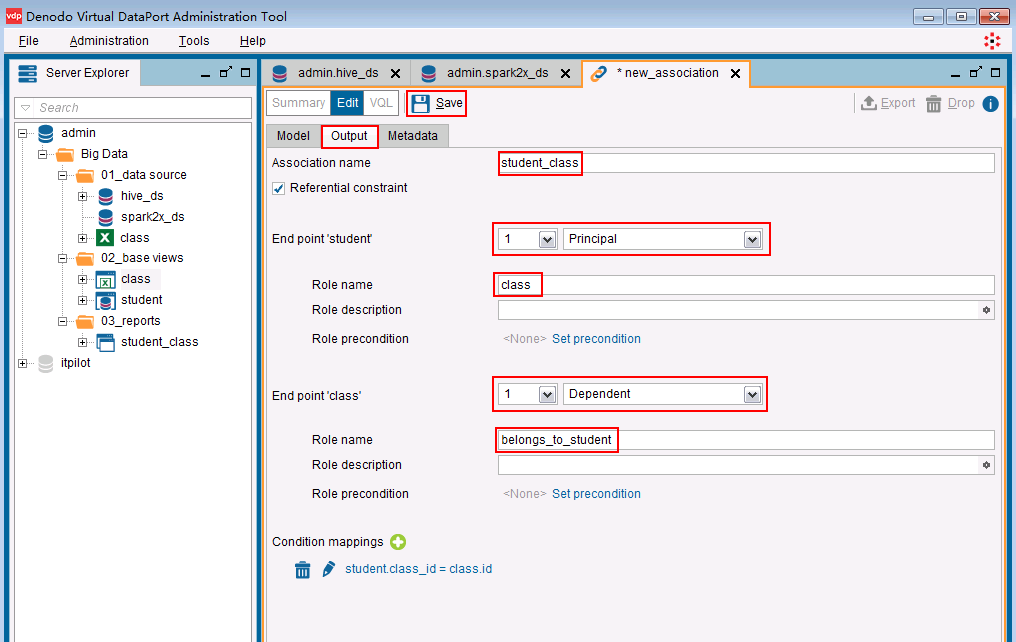 vdp Denodo Virtual DataPort Administration Tool
File Administration Tools Help
Server Explorer
Search
admin
Big Data
01_data source
hive_ds
spark2x_ds
class
02_base views
class
student
03_reports
student_class
itpilot
admin.hive_ds admin.spark2x_ds * new_association
Summary Edit VQL Save Export Drop
Model Output Metadata
Association name student_class
Referential constraint
End point 'student' 1 Principal
Role name class
Role description
Role precondition <None> Set precondition
End point 'class' 1 Dependent
Role name belongs_to_student
Role description
Role precondition <None> Set precondition
Condition mappings
student.class_id = class.id